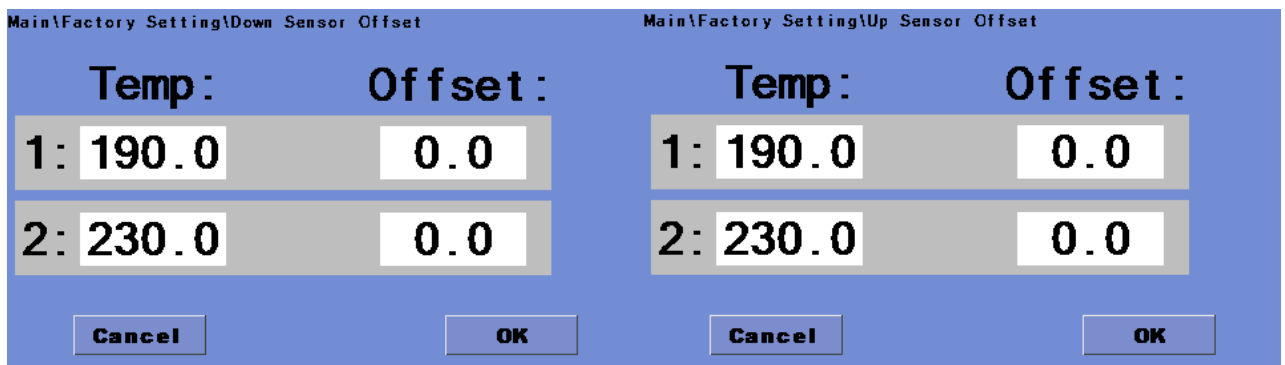 Main\Factory Setting\Down Sensor Offset
Temp: Offset:
1: 190.0 0.0
2: 230.0 0.0
Cancel OK
Main\Factory Setting\Up Sensor Offset
Temp: Offset:
1: 190.0 0.0
2: 230.0 0.0
Cancel OK